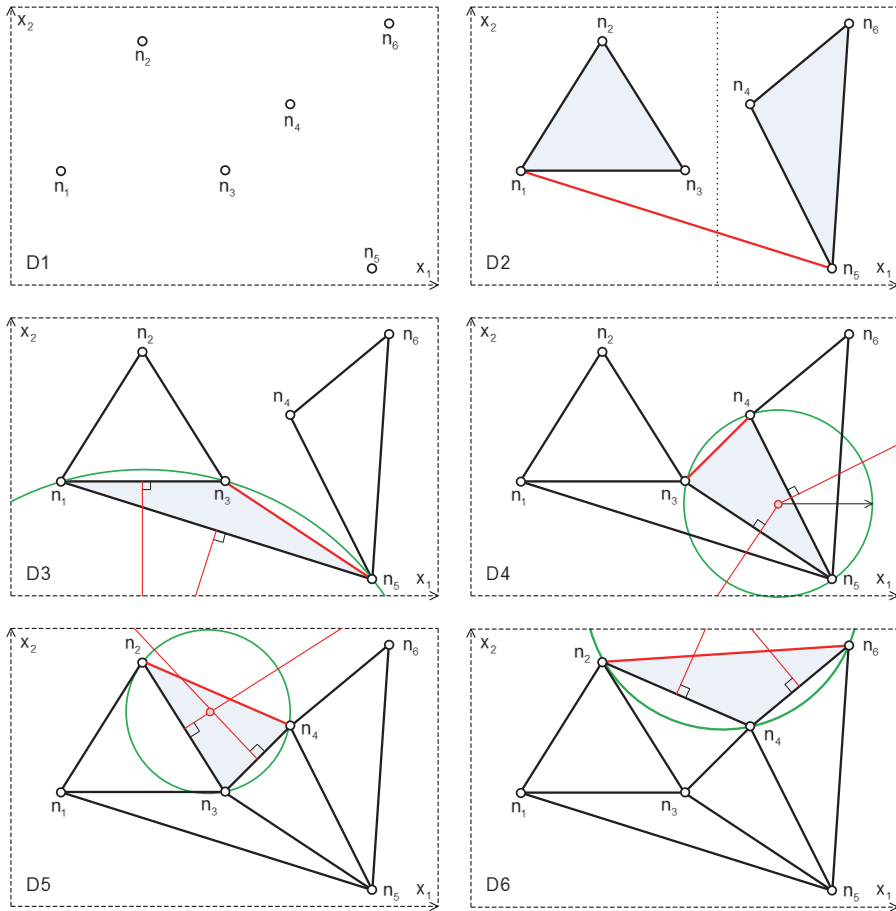 x₂
n₂
n₆
n₄
n₁
n₃
n₅
D1
x₁
x₂
n₂
n₆
n₄
n₁
n₃
n₅
D2
x₁
x₂
n₂
n₆
n₄
n₁
n₃
n₅
D3
x₁
x₂
n₂
n₆
n₄
n₃
n₁
n₅
D4
x₁
x₂
n₂
n₆
n₄
n₁
n₃
n₅
D5
x₁
x₂
n₂
n₆
n₄
n₁
n₃
n₅
D6
x₁